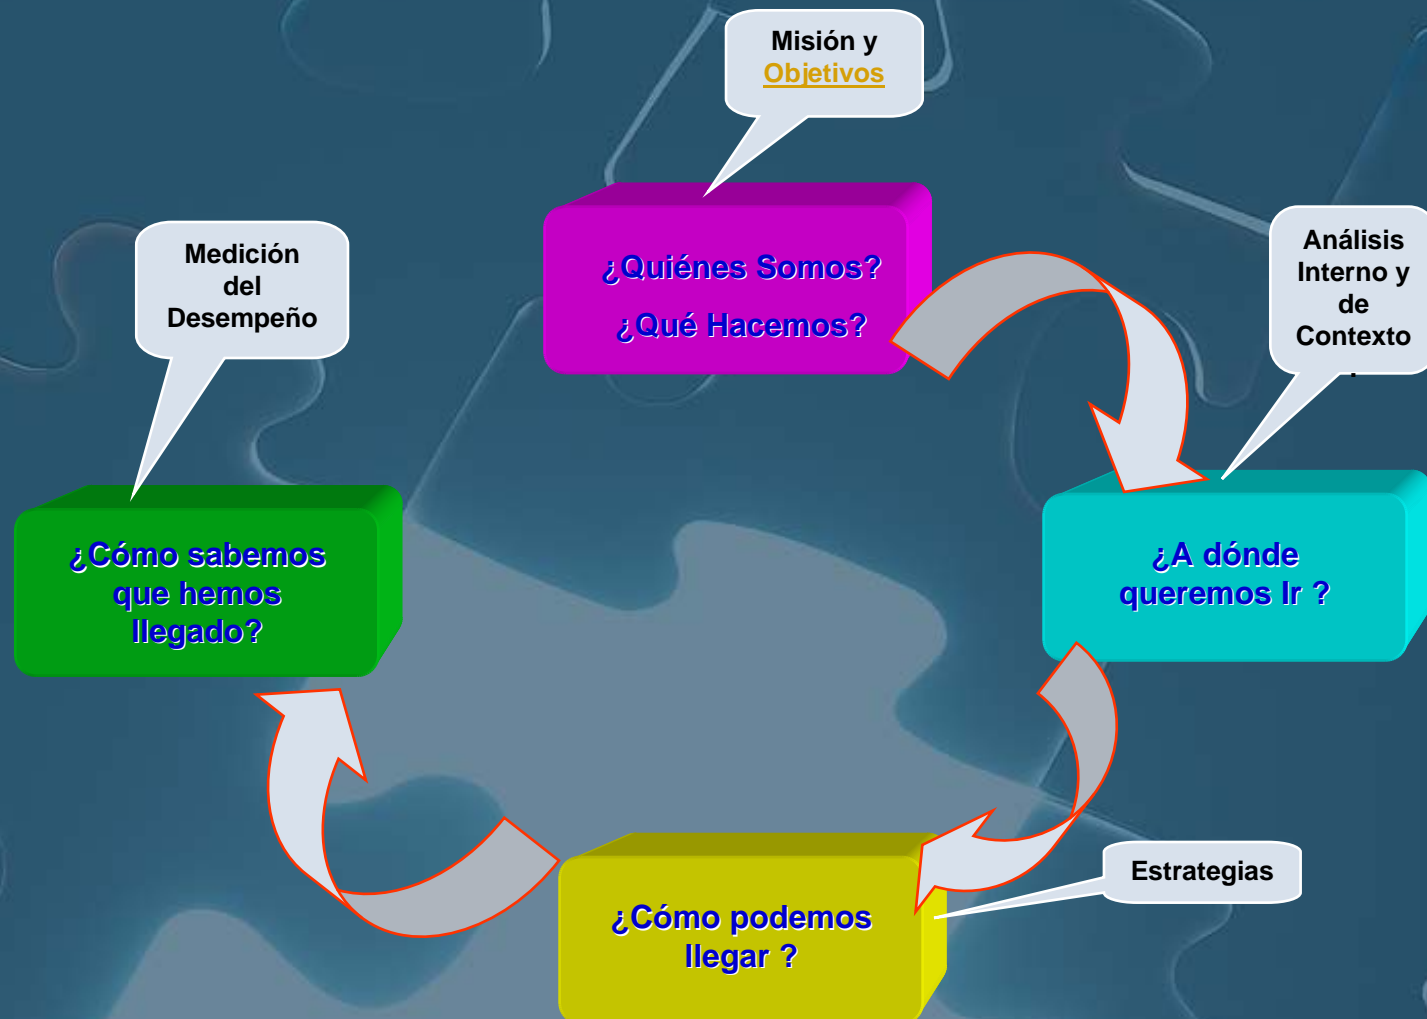 Misión y
Objetivos
¿Quiénes Somos?
¿Qué Hacemos?
Análisis
Interno y
de
Contexto
.
¿A dónde
queremos Ir ?
Estrategias
¿Cómo podemos
llegar ?
Medición
del
Desempeño
¿Cómo sabemos
que hemos
llegado?